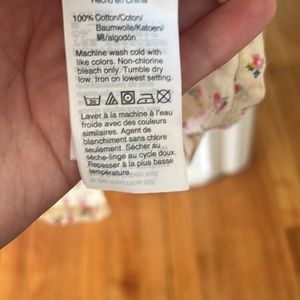 Hecho en China
100% Cotton/Coton/
Baumwolle/Katoen/
綿/algodón
Machine wash cold with
like colors. Non-chlorine
bleach only. Tumble dry
low. Iron on lowest setting.
30
Laver à la machine à l'eau
froide avec des couleurs
similaires. Agent de
blanchiment sans chlore
seulement. Sécher au
sèche-linge au cycle doux.
Repasser à la plus basse
température.